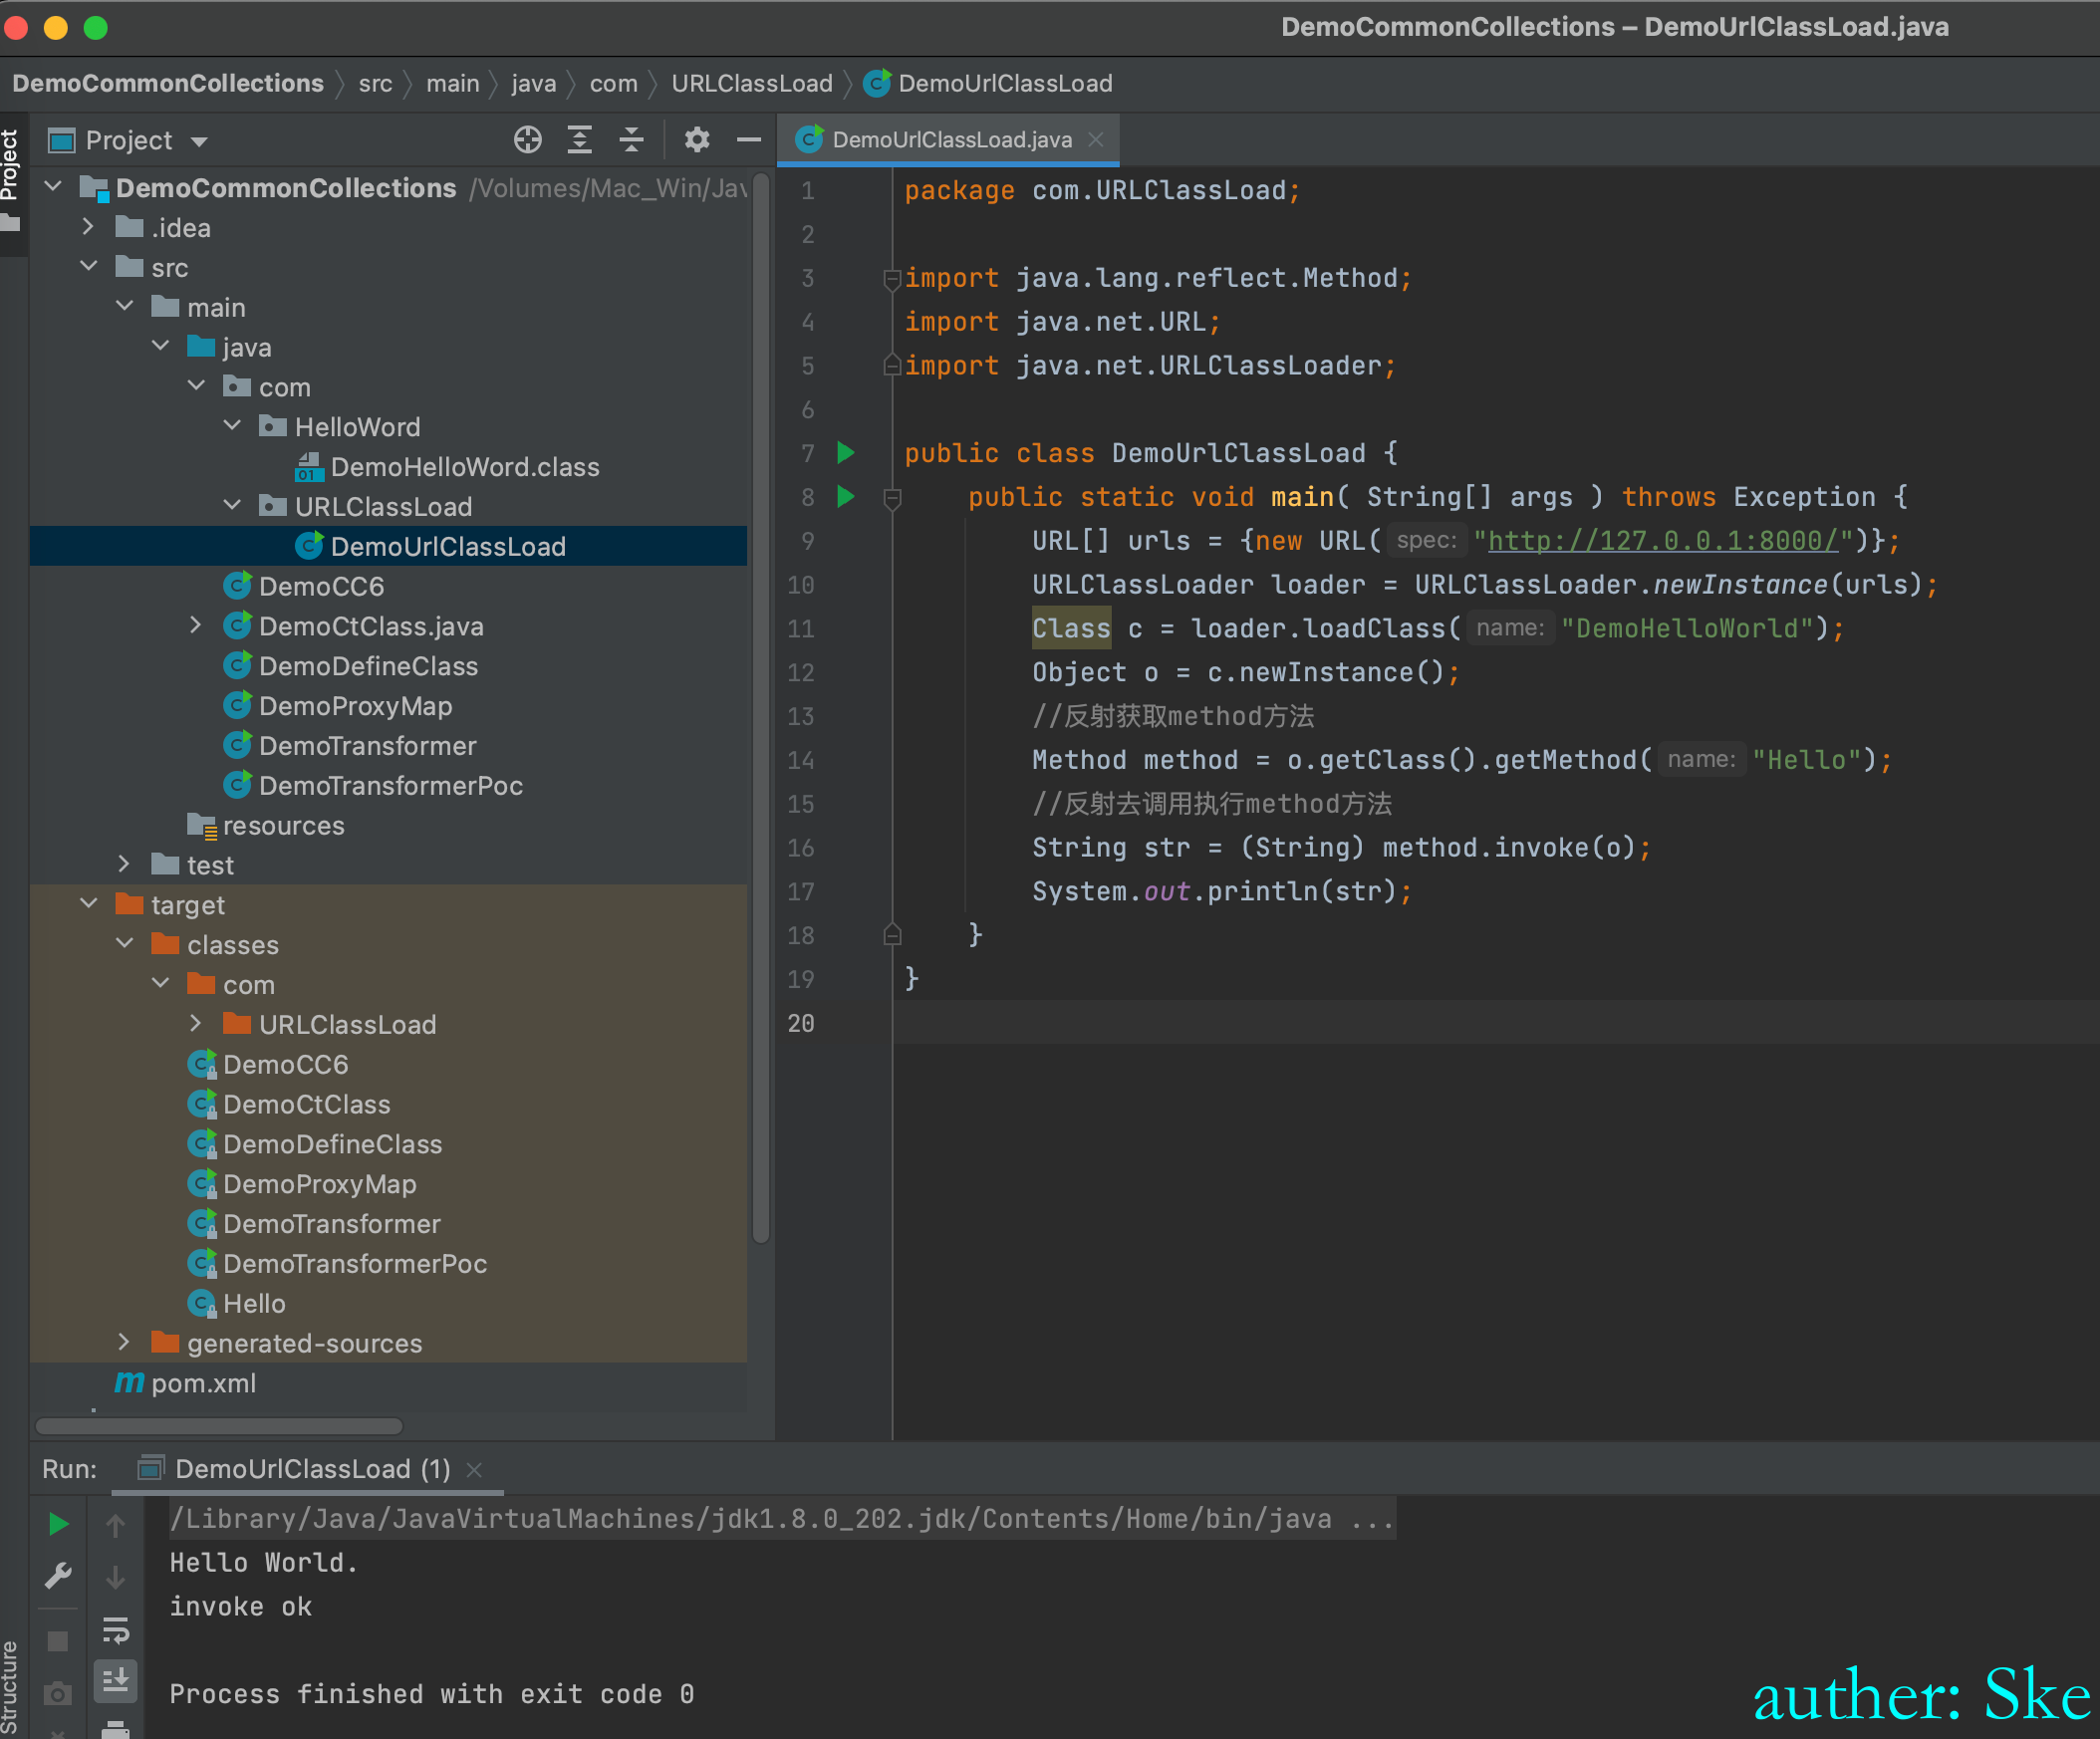 DemoCommonCollections – DemoUrlClassLoad.java
DemoCommonCollections 〉 src 〉 main 〉 java 〉 com 〉 URLClassLoad 〉 DemoUrlClassLoad
Project
Project
DemoCommonCollections /Volumes/Mac_Win/Jav
.idea
src
main
java
com
HelloWord
DemoHelloWord.class
URLClassLoad
DemoUrlClassLoad
DemoCC6
DemoCtClass.java
DemoDefineClass
DemoProxyMap
DemoTransformer
DemoTransformerPoc
resources
test
target
classes
com
URLClassLoad
DemoCC6
DemoCtClass
DemoDefineClass
DemoProxyMap
DemoTransformer
DemoTransformerPoc
Hello
generated-sources
pom.xml
DemoUrlClassLoad.java
1 package com.URLClassLoad;
2
3 import java.lang.reflect.Method;
4 import java.net.URL;
5 import java.net.URLClassLoader;
6
7 public class DemoUrlClassLoad {
8 public static void main( String[] args ) throws Exception {
9 URL[] urls = {new URL( spec: "http://127.0.0.1:8000/")};
10 URLClassLoader loader = URLClassLoader.newInstance(urls);
11 Class c = loader.loadClass( name: "DemoHelloWorld");
12 Object o = c.newInstance();
13 //反射获取method方法
14 Method method = o.getClass().getMethod( name: "Hello");
15 //反射去调用执行method方法
16 String str = (String) method.invoke(o);
17 System.out.println(str);
18 }
19 }
20
Run: DemoUrlClassLoad (1)
/Library/Java/JavaVirtualMachines/jdk1.8.0_202.jdk/Contents/Home/bin/java ...
Hello World.
invoke ok
Process finished with exit code 0
Structure
auther: Ske